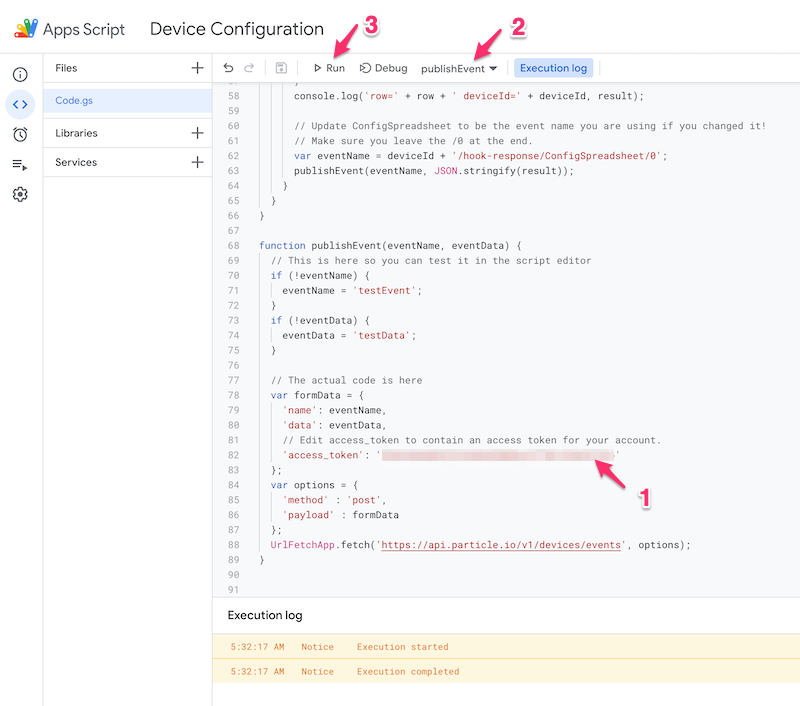 Apps Script Device Configuration
3
2
Files
Run Debug publishEvent Execution log
Code.gs
Libraries
Services
58 console.log('row=' + row + ' deviceId=' + deviceId, result);
59
60 // Update ConfigSpreadsheet to be the event name you are using if you changed it!
61 // Make sure you leave the /0 at the end.
62 var eventName = deviceId + '/hook-response/ConfigSpreadsheet/0';
63 publishEvent(eventName, JSON.stringify(result));
64 }
65 }
66 }
67
68 function publishEvent(eventName, eventData) {
69 // This is here so you can test it in the script editor
70 if (!eventName) {
71 eventName = 'testEvent';
72 }
73 if (!eventData) {
74 eventData = 'testData';
75 }
76
77 // The actual code is here
78 var formData = {
79 'name': eventName,
80 'data': eventData,
81 // Edit access_token to contain an access token for your account.
82 'access_token': ' '
83 };
1
84 var options = {
85 'method' : 'post',
86 'payload' : formData
87 };
88 UrlFetchApp.fetch('https://api.particle.io/v1/devices/events', options);
89 }
90
91
Execution log
5:32:17 AM Notice Execution started
5:32:17 AM Notice Execution completed